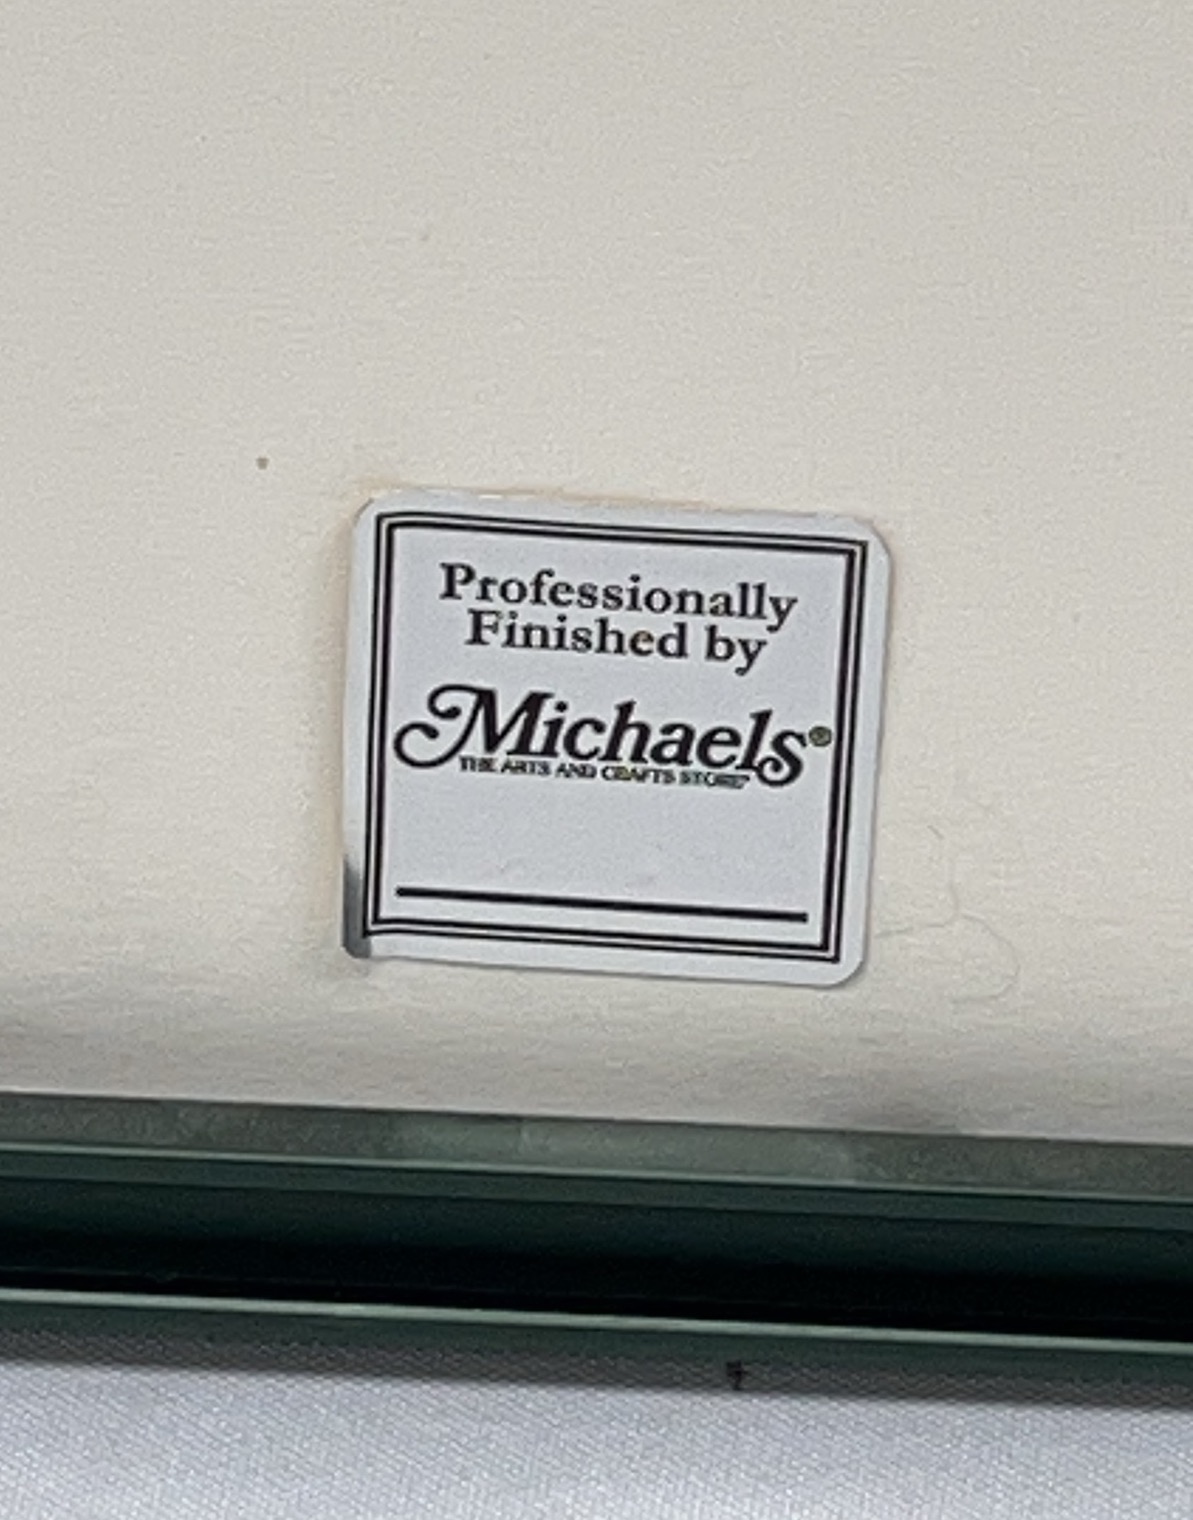 Professionally
Finished by
Michaels®
THE ARTS AND CRAFTS STORE